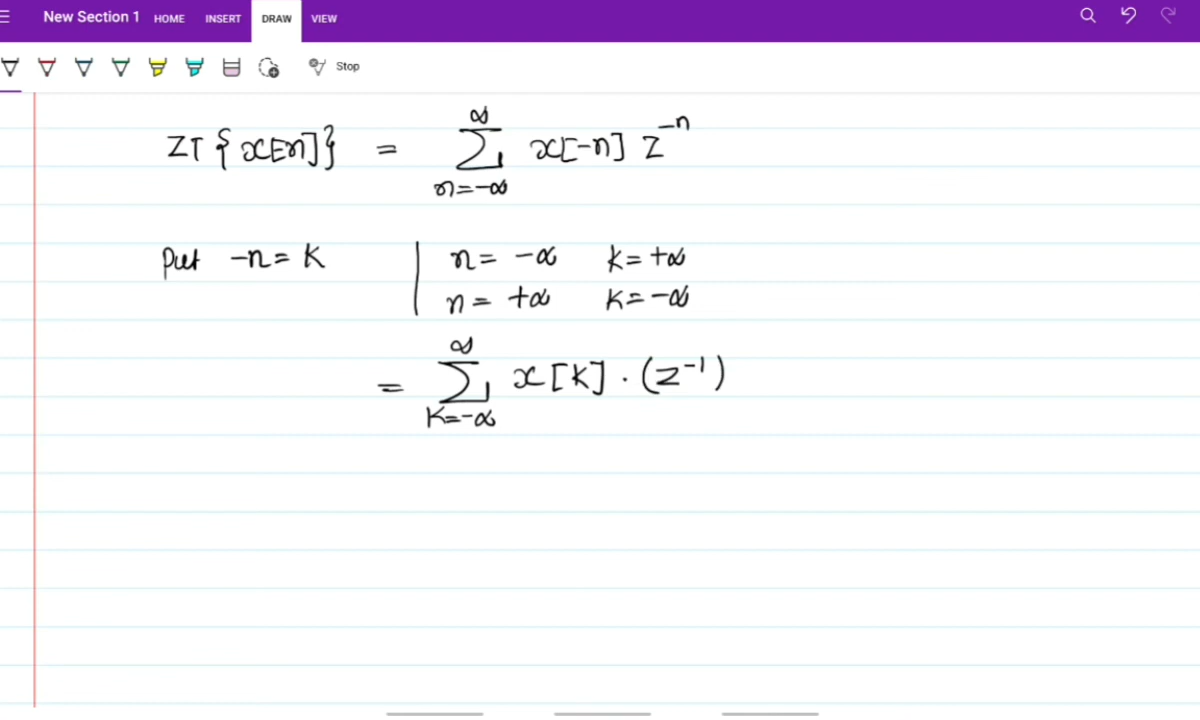 New Section 1 HOME INSERT DRAW VIEW
Stop
ZT { x[-n] } = ∞∑n=-∞ x[-n] z^-n
Put -n = K | n = -∞ k = +∞
n = +∞ K = -∞
= ∞∑K=-∞ x[K] · (z^-1)